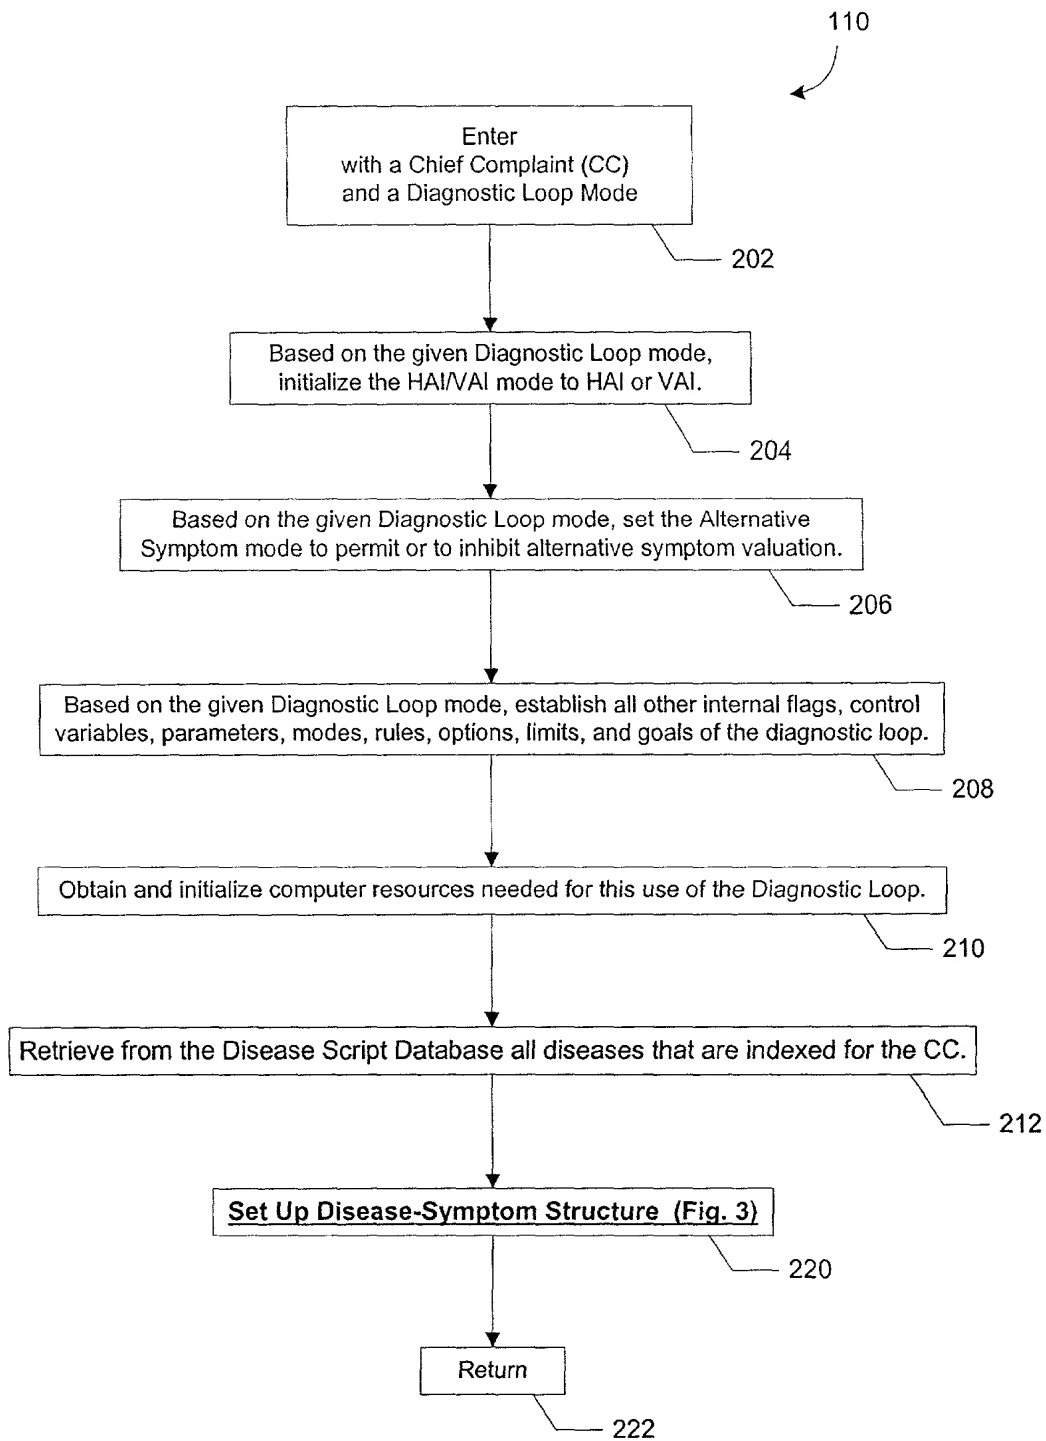 110
Enter
with a Chief Complaint (CC)
and a Diagnostic Loop Mode
202
Based on the given Diagnostic Loop mode,
initialize the HAI/VAI mode to HAI or VAI.
204
Based on the given Diagnostic Loop mode, set the Alternative
Symptom mode to permit or to inhibit alternative symptom valuation.
206
Based on the given Diagnostic Loop mode, establish all other internal flags, control
variables, parameters, modes, rules, options, limits, and goals of the diagnostic loop.
208
Obtain and initialize computer resources needed for this use of the Diagnostic Loop.
210
Retrieve from the Disease Script Database all diseases that are indexed for the CC.
212
Set Up Disease-Symptom Structure (Fig. 3)
220
Return
222